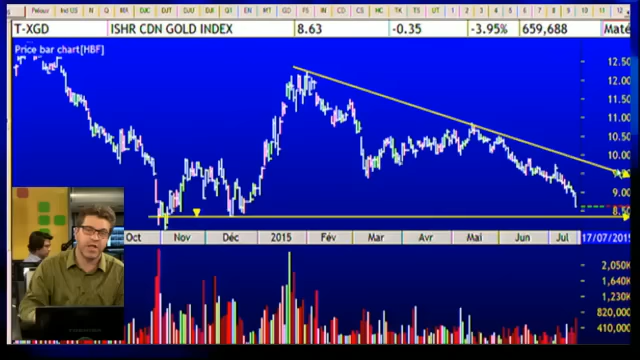 T-XGD ISHR CDN GOLD INDEX 8.63 -0.35 -3.95% 659,688 Maté
Price bar chart[HBF]
12.50
12.00
11.50
11.00
10.50
10.00
9.00
8.50
Oct Nov Déc 2015 Fév Mar Avr Mai Jun Jul 17/07/2015
2,050K
1,640K
1,230K
820,000
410,000